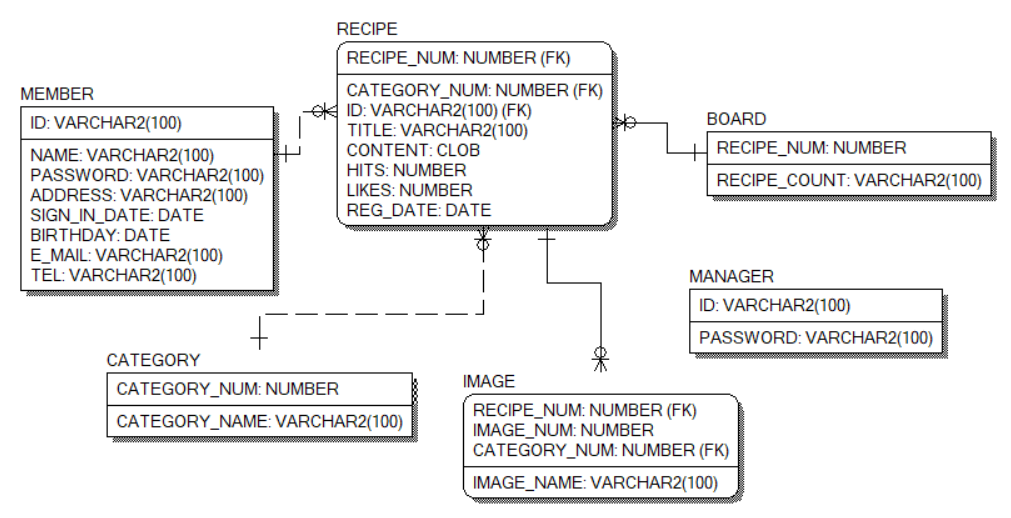 RECIPE
RECIPE_NUM: NUMBER (FK)
CATEGORY_NUM: NUMBER (FK)
ID: VARCHAR2(100) (FK)
TITLE: VARCHAR2(100)
CONTENT: CLOB
HITS: NUMBER
LIKES: NUMBER
REG_DATE: DATE
MEMBER
ID: VARCHAR2(100)
NAME: VARCHAR2(100)
PASSWORD: VARCHAR2(100)
ADDRESS: VARCHAR2(100)
SIGN_IN_DATE: DATE
BIRTHDAY: DATE
E_MAIL: VARCHAR2(100)
TEL: VARCHAR2(100)
BOARD
RECIPE_NUM: NUMBER
RECIPE_COUNT: VARCHAR2(100)
MANAGER
ID: VARCHAR2(100)
PASSWORD: VARCHAR2(100)
CATEGORY
CATEGORY_NUM: NUMBER
CATEGORY_NAME: VARCHAR2(100)
IMAGE
RECIPE_NUM: NUMBER (FK)
IMAGE_NUM: NUMBER
CATEGORY_NUM: NUMBER (FK)
IMAGE_NAME: VARCHAR2(100)